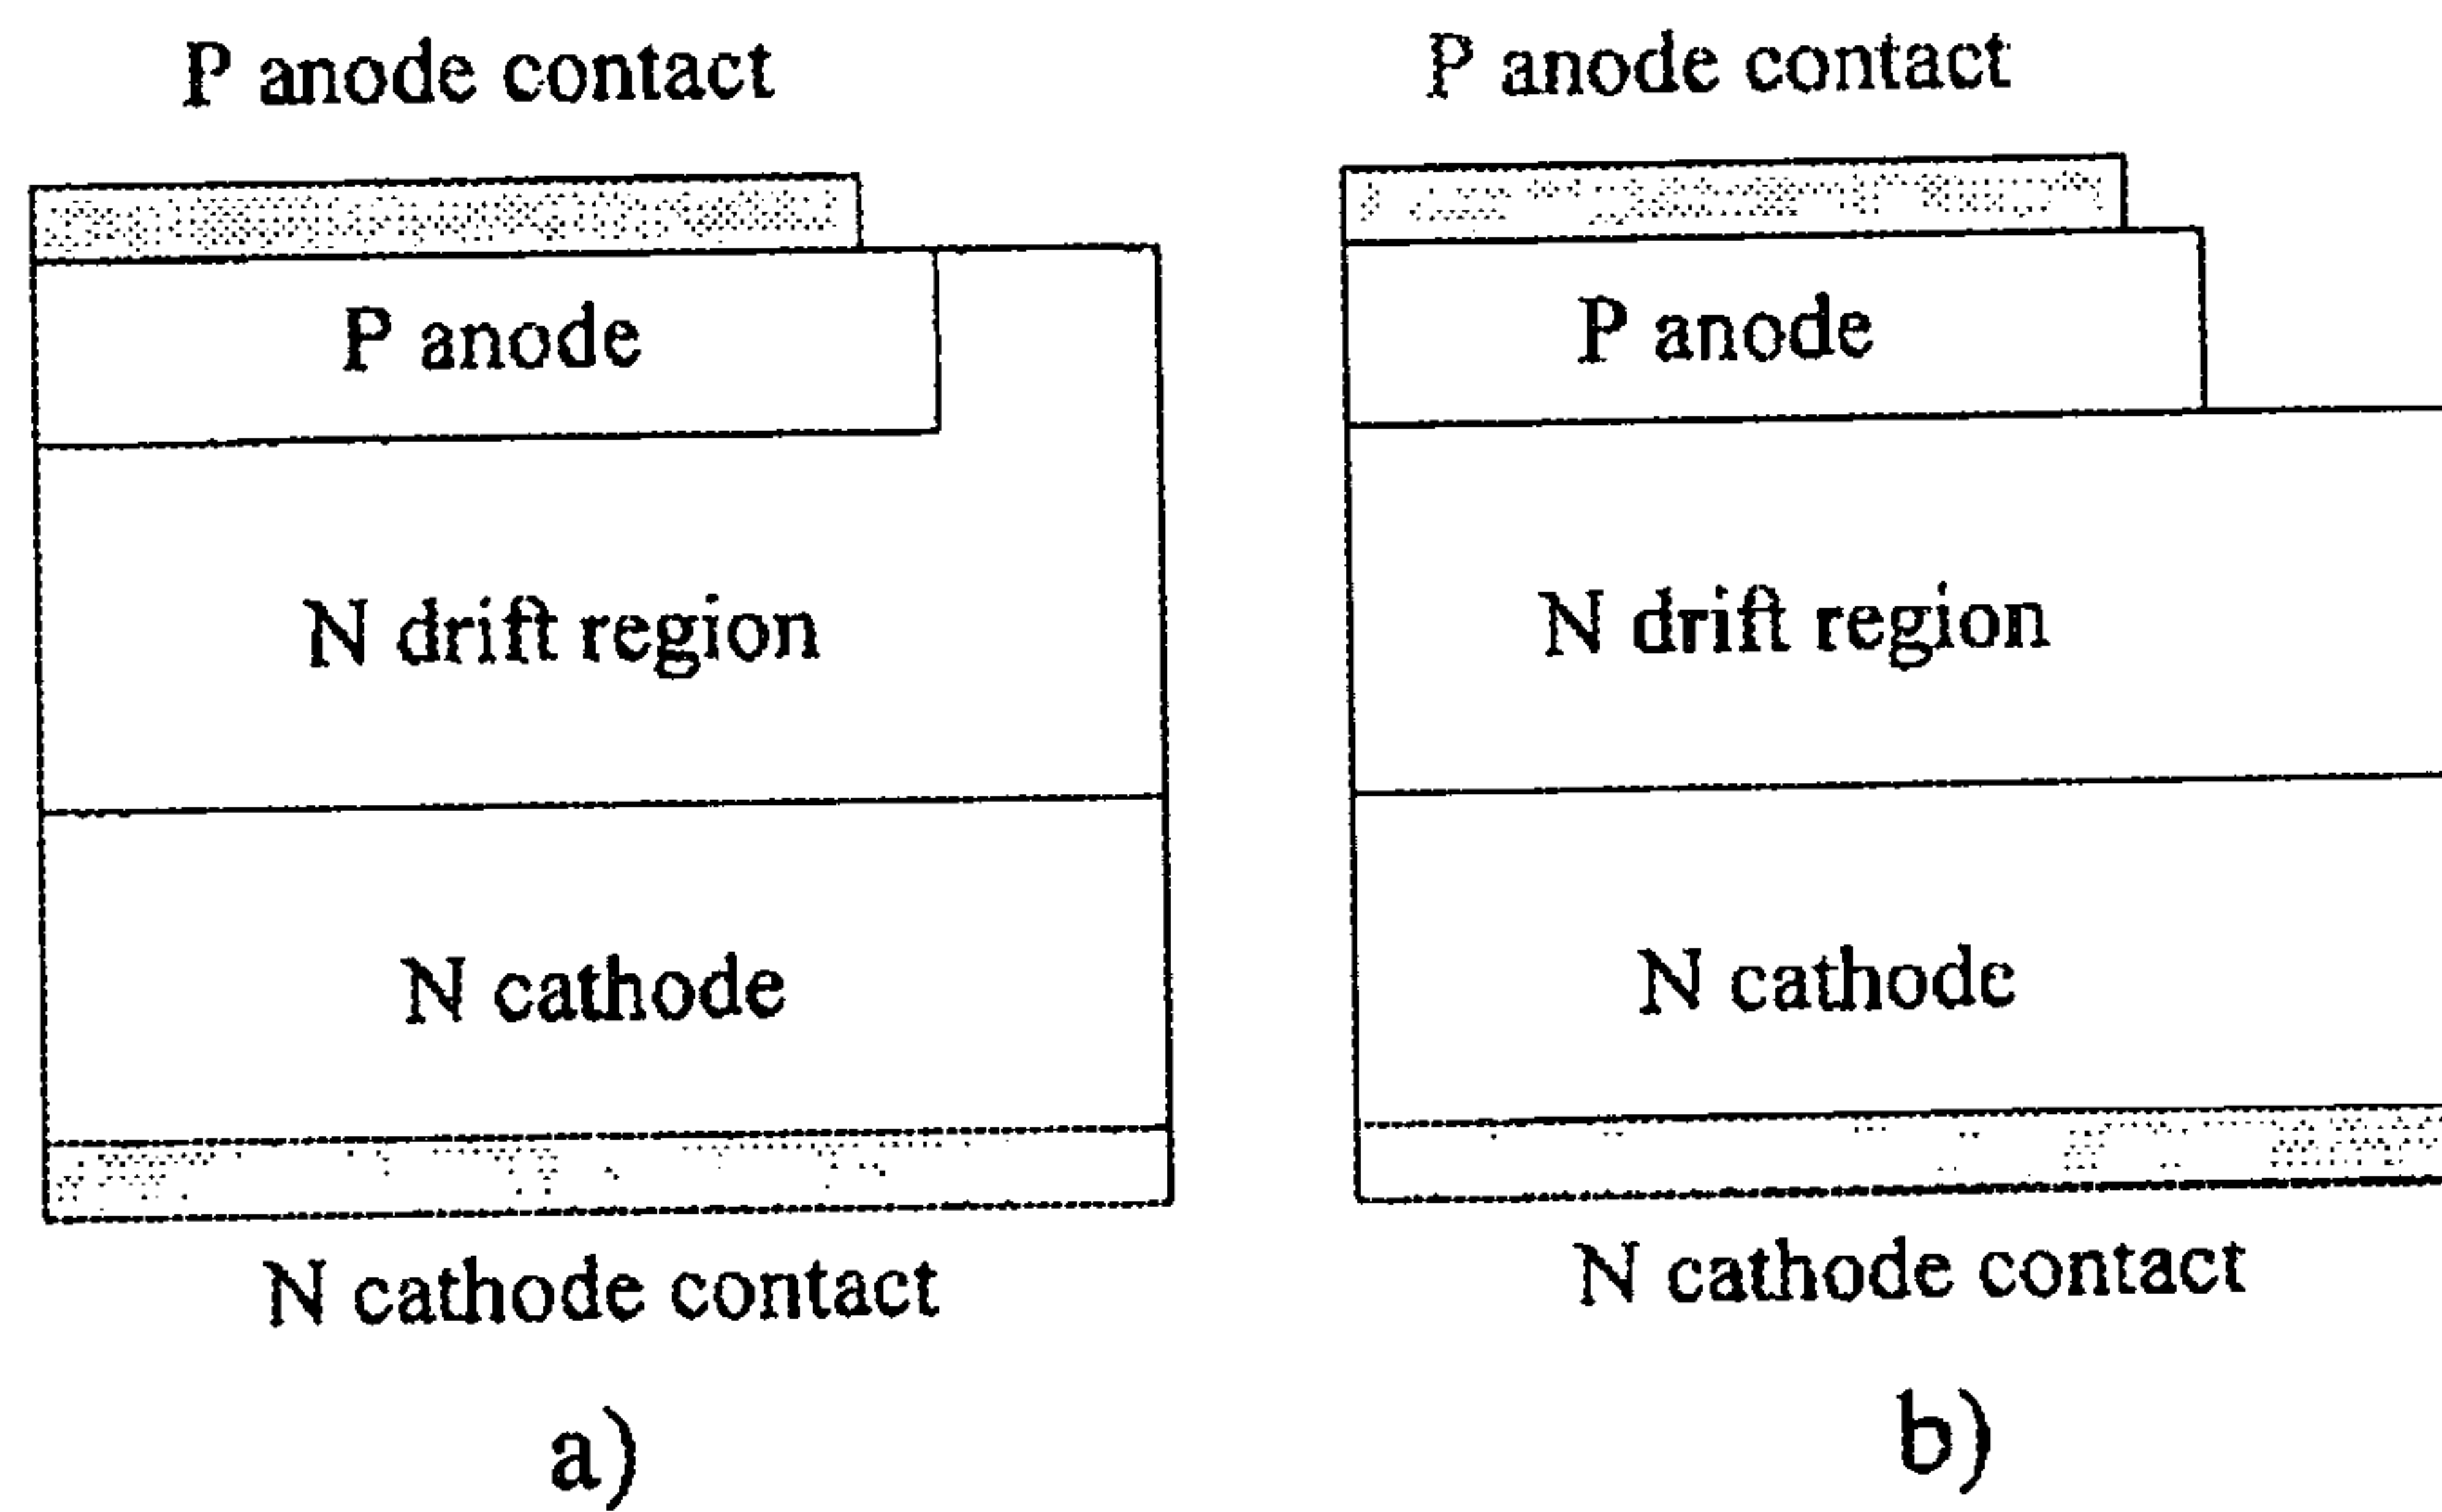 P anode contact
P anode
N drift region
N cathode
N cathode contact
a)
P anode contact
P anode
N drift region
N cathode
N cathode contact
b)